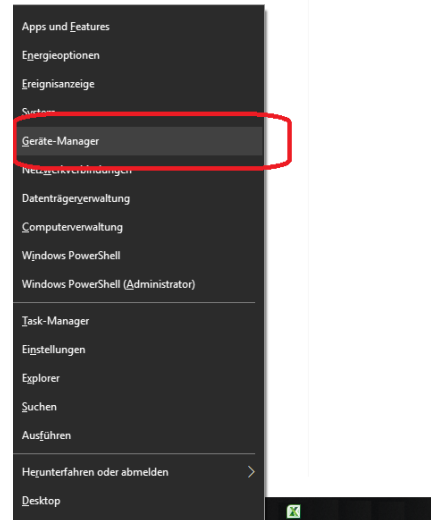 Apps und Features
Energieoptionen
Ereignisanzeige
System
Geräte-Manager
Netzwerkverbindungen
Datenträgerverwaltung
Computerverwaltung
Windows PowerShell
Windows PowerShell (Administrator)
Task-Manager
Einstellungen
Explorer
Suchen
Ausführen
Herunterfahren oder abmelden
Desktop